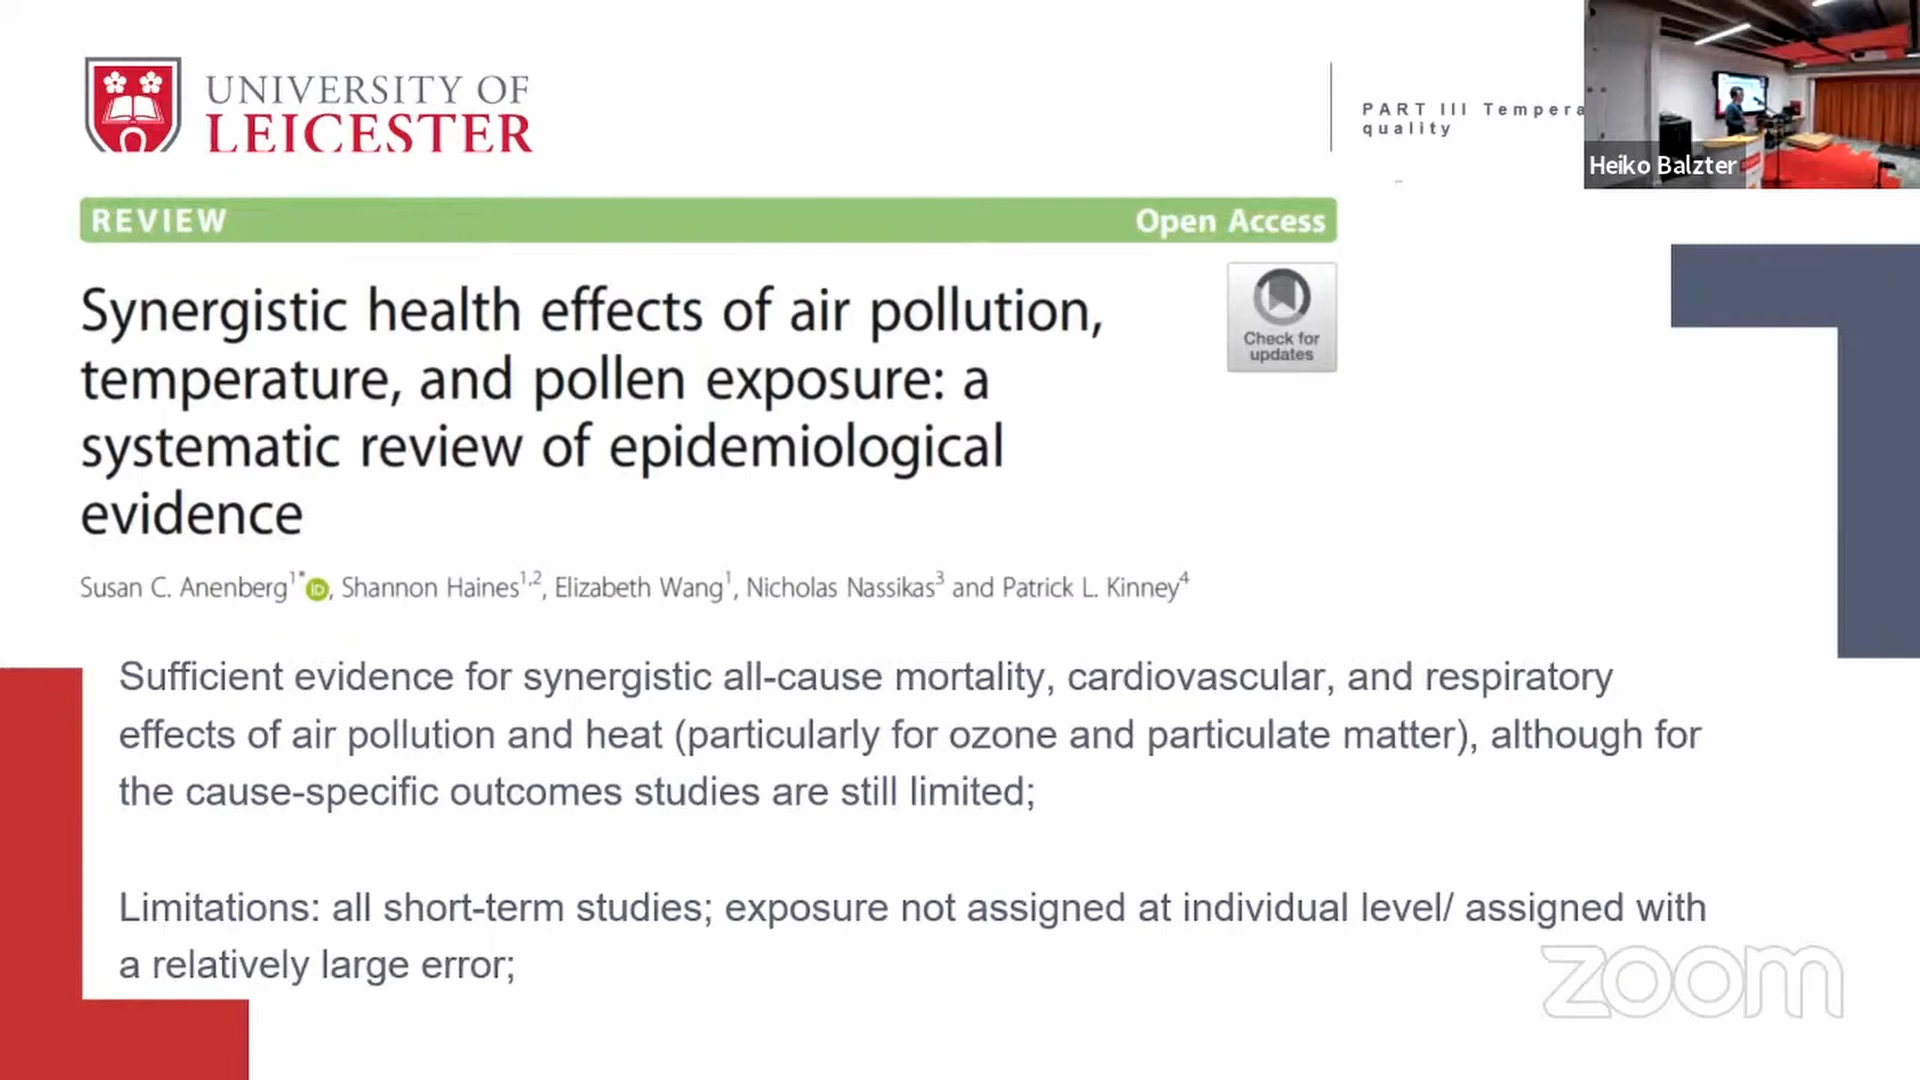 UNIVERSITY OF
LEICESTER
PART III Tempera
quality
Heiko Balzter
REVIEW
Open Access
Check for
updates
Synergistic health effects of air pollution,
temperature, and pollen exposure: a
systematic review of epidemiological
evidence
Susan C. Anenberg1*, Shannon Haines1,2, Elizabeth Wang1, Nicholas Nassikas3 and Patrick L. Kinney4
Sufficient evidence for synergistic all-cause mortality, cardiovascular, and respiratory
effects of air pollution and heat (particularly for ozone and particulate matter), although for
the cause-specific outcomes studies are still limited;
Limitations: all short-term studies; exposure not assigned at individual level/ assigned with
a relatively large error;
zoom